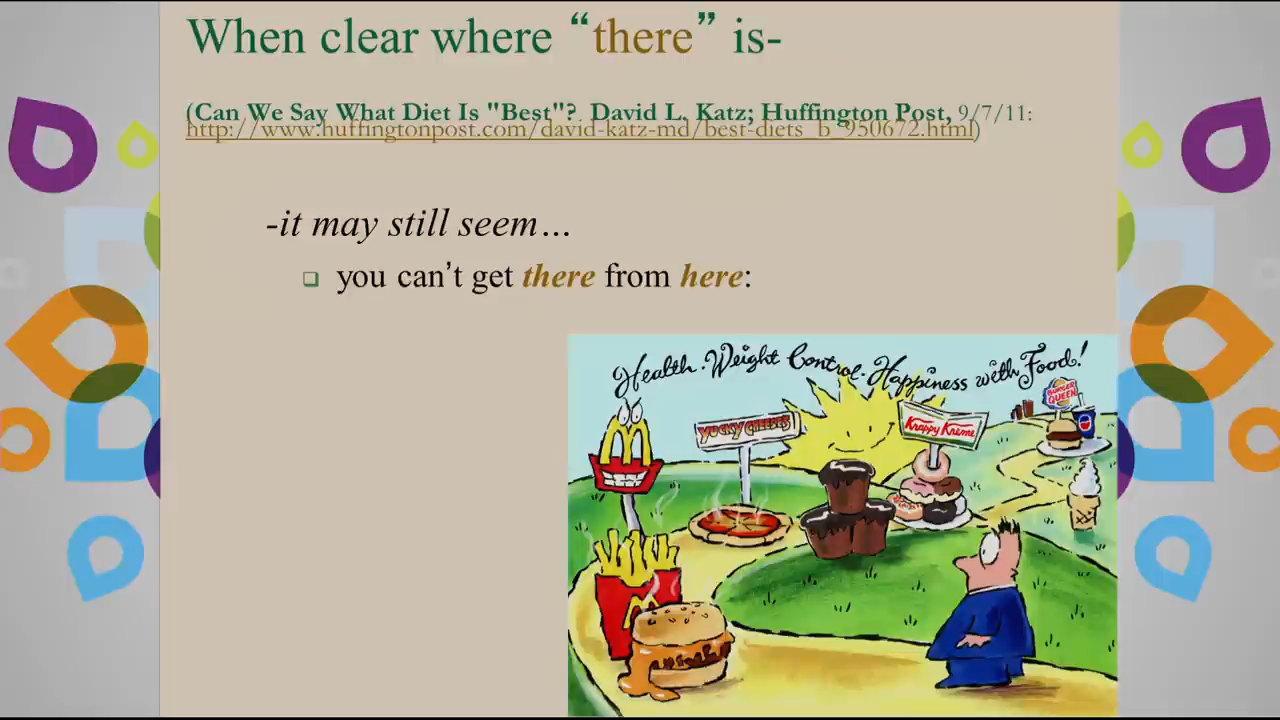 When clear where “there” is-
(Can We Say What Diet Is "Best"?. David L. Katz; Huffington Post, 9/7/11:
http://www.huffingtonpost.com/david-katz-md/best-diets_b_950672.html)
-it may still seem…
you can’t get there from here:
Health. Weight Control. Happiness with Food!
BURGER
QUEEN
YUCKY CHEESES
Krappy Kreme